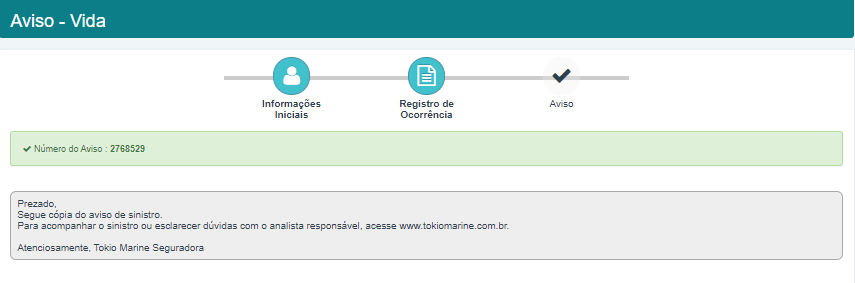 Aviso - Vida
Informações
Iniciais
Registro de
Ocorrência
Aviso
Número do Aviso : 2768529
Prezado,
Segue cópia do aviso de sinistro.
Para acompanhar o sinistro ou esclarecer dúvidas com o analista responsável, acesse www.tokiomarine.com.br.
Atenciosamente, Tokio Marine Seguradora